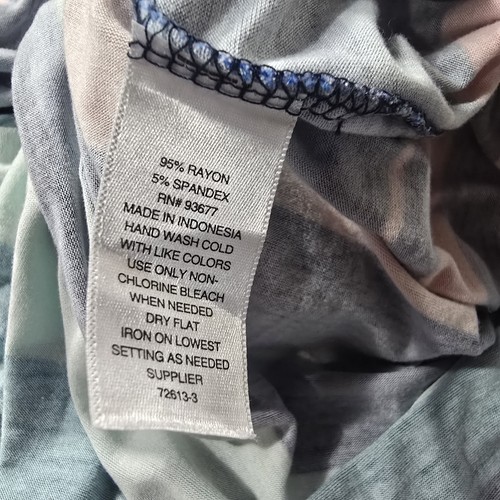 95% RAYON
5% SPANDEX
RN# 93677
MADE IN INDONESIA
HAND WASH COLD
WITH LIKE COLORS
USE ONLY NON-
CHLORINE BLEACH
WHEN NEEDED
DRY FLAT
IRON ON LOWEST
SETTING AS NEEDED
SUPPLIER
72613-3